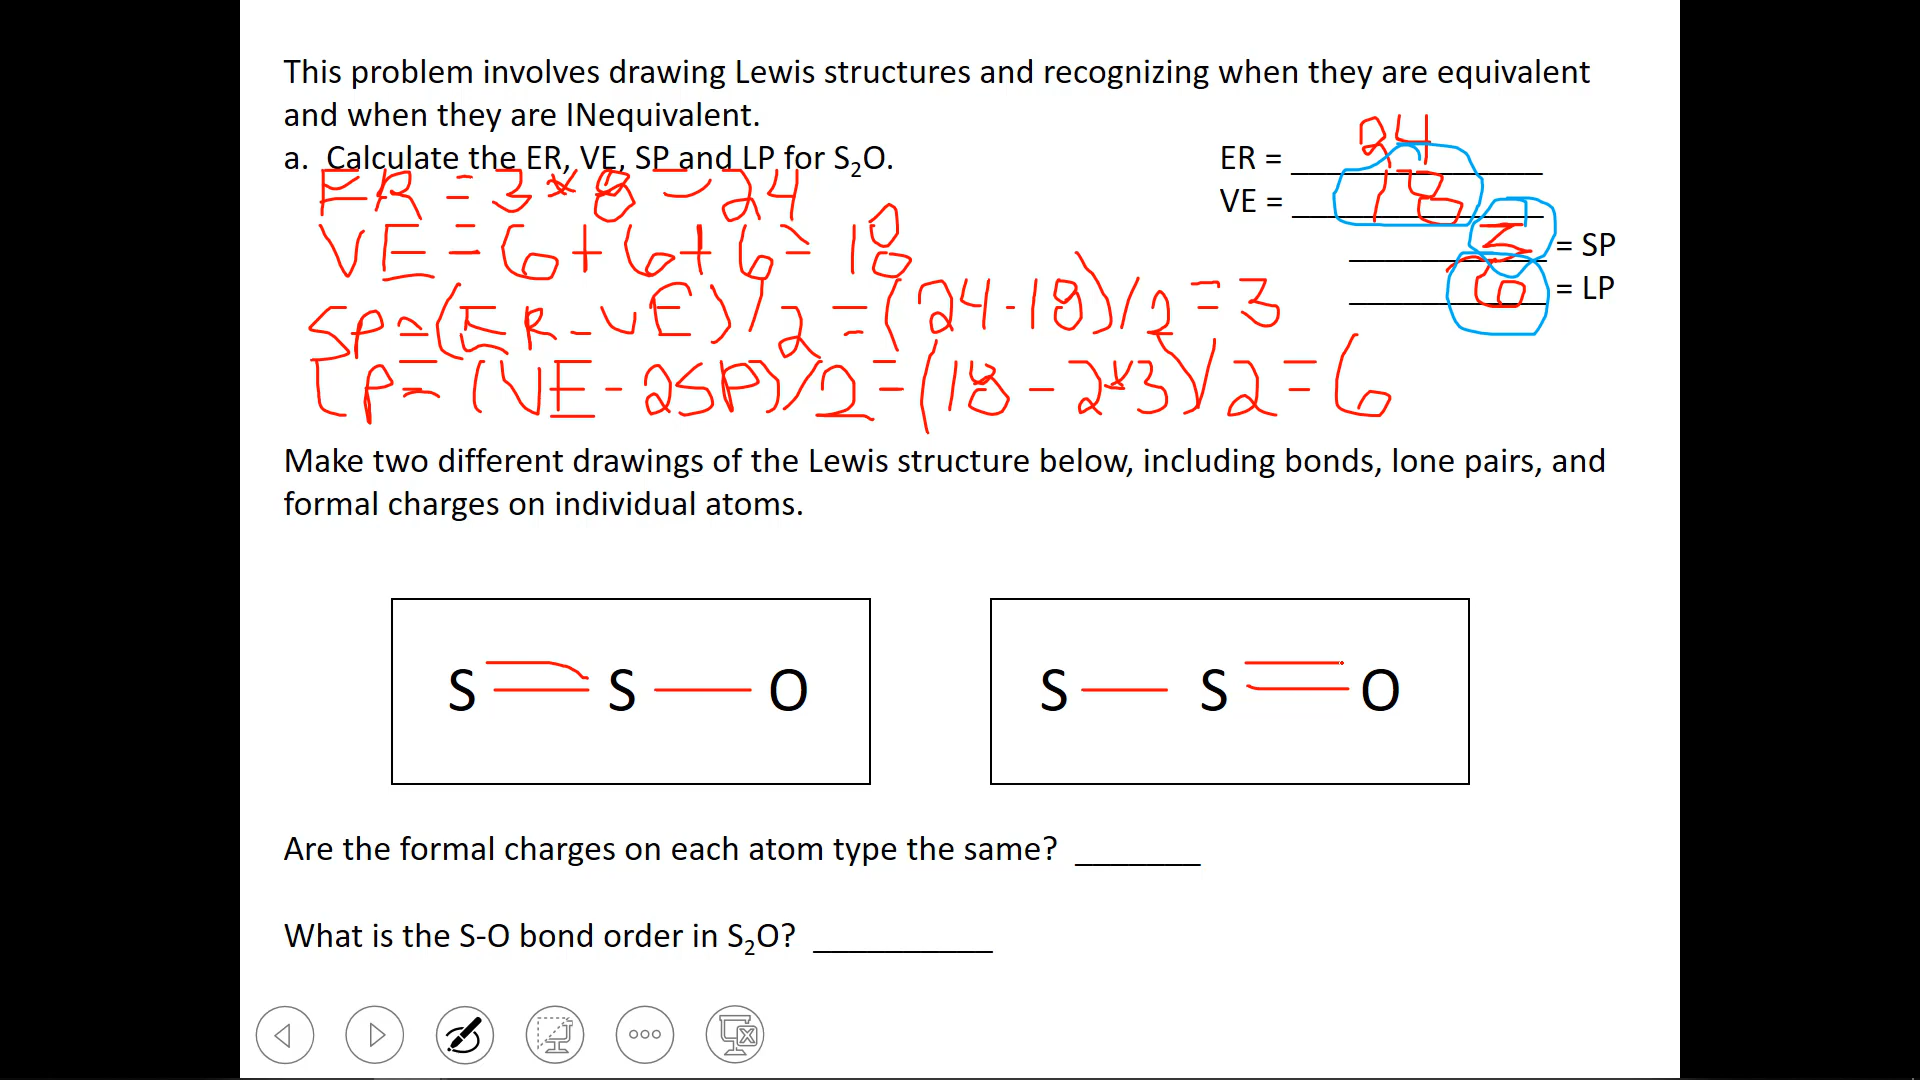 This problem involves drawing Lewis structures and recognizing when they are equivalent
and when they are INequivalent.
a. Calculate the ER, VE, SP and LP for S₂O.
ER = 24
VE = 18
= SP
6 = LP
ER = 3*8 = 24
VE = 6+6+6 = 18
SP = (ER-VE)/2 = (24-18)/2 = 3
LP = (VE-2SP)/2 = (18-2*3)/2 = 6
Make two different drawings of the Lewis structure below, including bonds, lone pairs, and
formal charges on individual atoms.
S = S — O
S — S = O
Are the formal charges on each atom type the same? _______
What is the S-O bond order in S₂O? __________